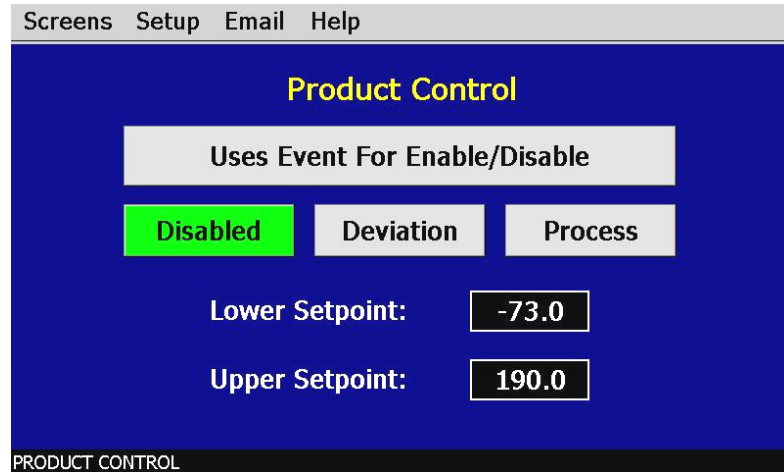 Screens Setup Email Help
Product Control
Uses Event For Enable/Disable
Disabled Deviation Process
Lower Setpoint: -73.0
Upper Setpoint: 190.0
PRODUCT CONTROL